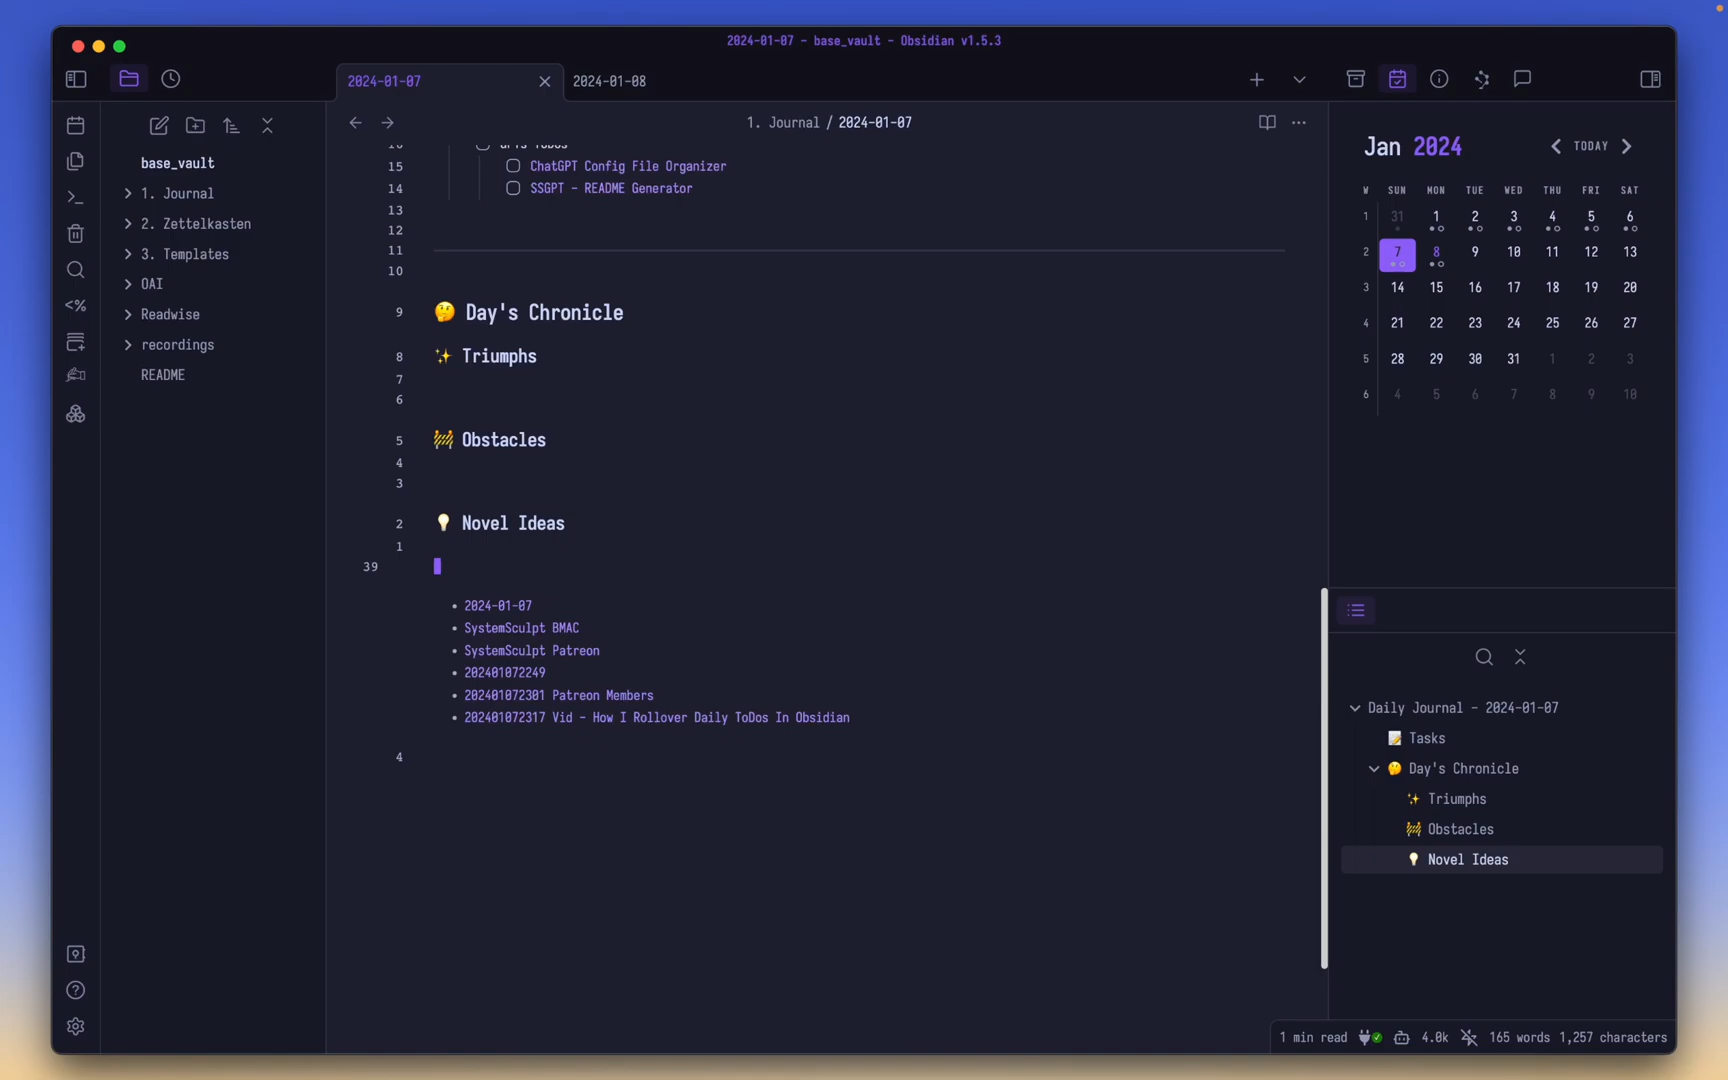 2024-01-07 - base_vault - Obsidian v1.5.3
2024-01-07
2024-01-08
1. Journal / 2024-01-07
base_vault
1. Journal
2. Zettelkasten
3. Templates
OAI
Readwise
recordings
README
<%
15 ChatGPT Config File Organizer
14 SSGPT - README Generator
13
12
11
10
9 🤔 Day's Chronicle
8 ✨ Triumphs
7
6
5 🚧 Obstacles
4
3
2 💡 Novel Ideas
1
39
• 2024-01-07
• SystemSculpt BMAC
• SystemSculpt Patreon
• 202401072249
• 202401072301 Patreon Members
• 202401072317 Vid - How I Rollover Daily ToDos In Obsidian
4
Jan 2024 TODAY
W SUN MON TUE WED THU FRI SAT
1 31 1 2 3 4 5 6
2 7 8 9 10 11 12 13
3 14 15 16 17 18 19 20
4 21 22 23 24 25 26 27
5 28 29 30 31 1 2 3
6 4 5 6 7 8 9 10
Daily Journal - 2024-01-07
📝 Tasks
🤔 Day's Chronicle
✨ Triumphs
🚧 Obstacles
💡 Novel Ideas
1 min read 4.0k 165 words 1,257 characters